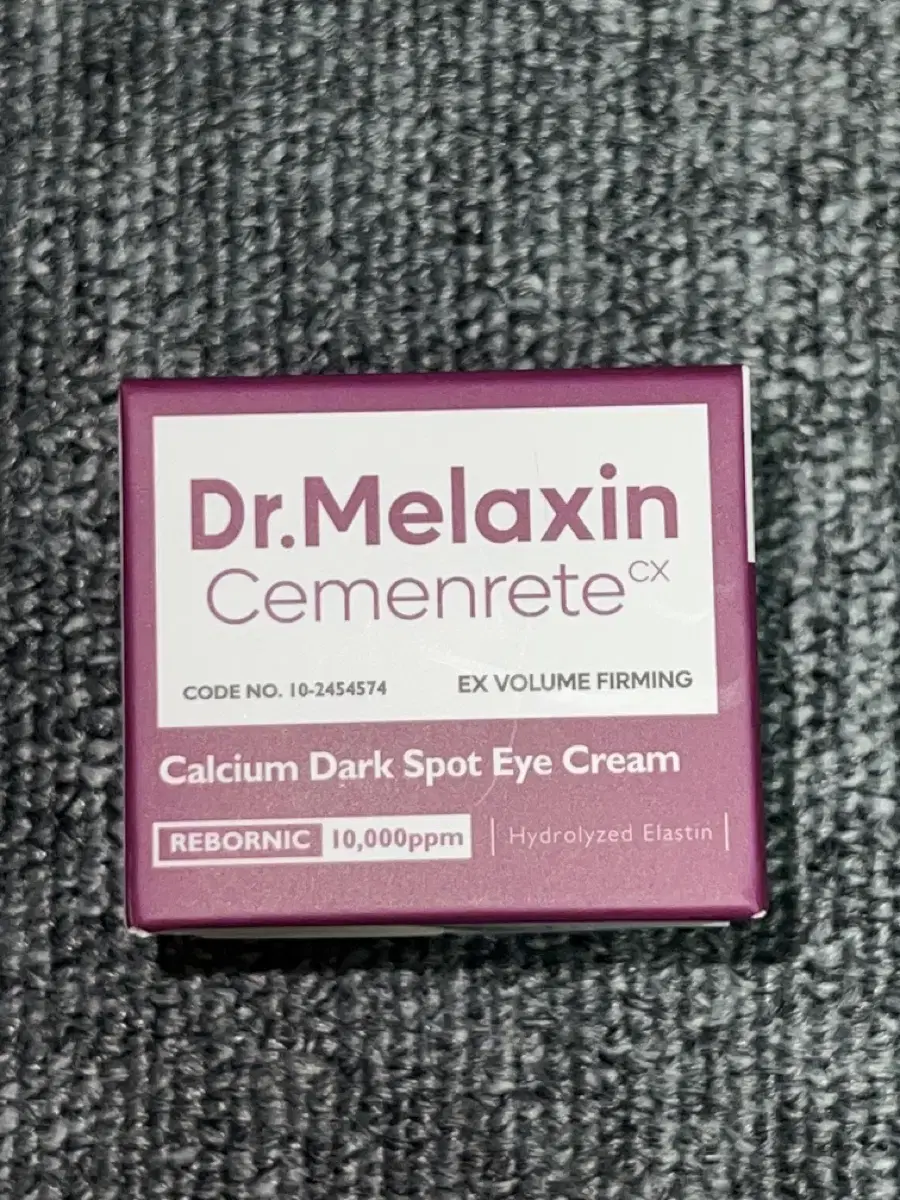 Dr.Melaxin
Cemenrete CX
CODE NO. 10-2454574 EX VOLUME FIRMING
Calcium Dark Spot Eye Cream
REBORNIC 10,000ppm | Hydrolyzed Elastin |